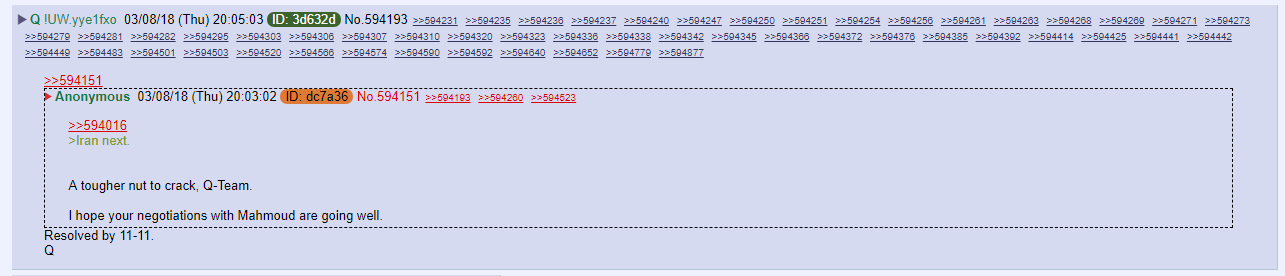 ▶ Q !UW.yye1fxo 03/08/18 (Thu) 20:05:03 ID: 3d632d No.594193 >>594231 >>594235 >>594236 >>594237 >>594240 >>594247 >>594250 >>594251 >>594254 >>594256 >>594261 >>594263 >>594268 >>594269 >>594271 >>594273
>>594279 >>594281 >>594282 >>594295 >>594303 >>594306 >>594307 >>594310 >>594320 >>594323 >>594336 >>594338 >>594342 >>594345 >>594366 >>594372 >>594376 >>594385 >>594392 >>594414 >>594425 >>594441 >>594442
>>594449 >>594483 >>594501 >>594503 >>594520 >>594566 >>594574 >>594590 >>594592 >>594640 >>594652 >>594779 >>594877
>>594151
▶ Anonymous 03/08/18 (Thu) 20:03:02 ID: dc7a36 No.594151 >>594193 >>594260 >>594523
>>594016
>Iran next.
A tougher nut to crack, Q-Team.
I hope your negotiations with Mahmoud are going well.
Resolved by 11-11.
Q